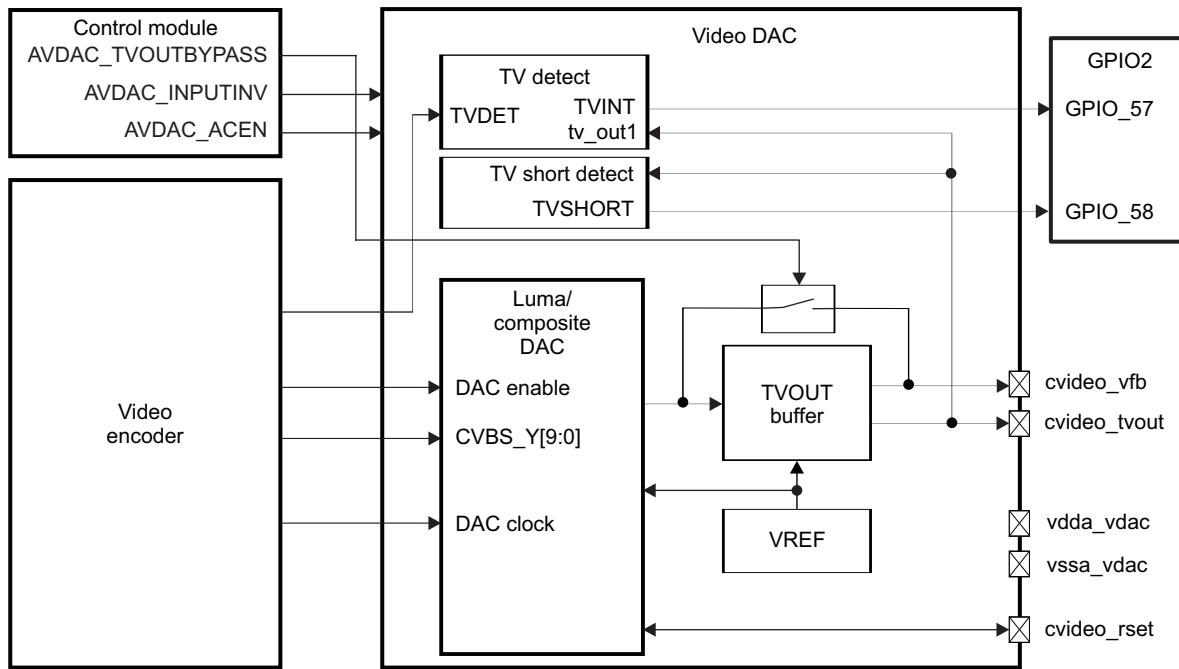 Control module
AVDAC_TVOUTBYPASS
AVDAC_INPUTINV
AVDAC_ACEN
Video DAC
TV detect
TVDET
TVINT
tv_out1
TV short detect
TVSHORT
GPIO2
GPIO_57
GPIO_58
Video
encoder
Luma/
composite
DAC
DAC enable
CVBS_Y[9:0]
DAC clock
TVOUT
buffer
VREF
cvideo_vfb
cvideo_tvout
vdda_vdac
vssa_vdac
cvideo_rset